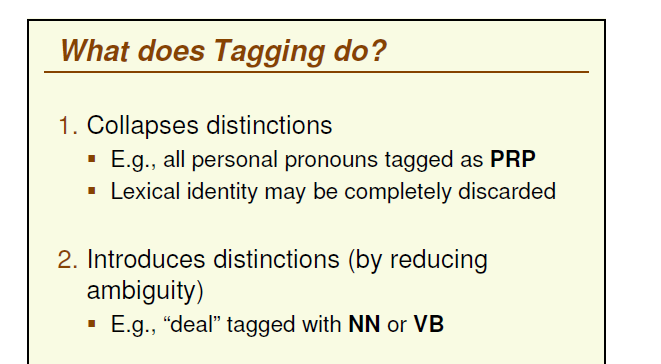 What does Tagging do?
1. Collapses distinctions
▪ E.g., all personal pronouns tagged as PRP
▪ Lexical identity may be completely discarded
2. Introduces distinctions (by reducing
ambiguity)
▪ E.g., “deal” tagged with NN or VB